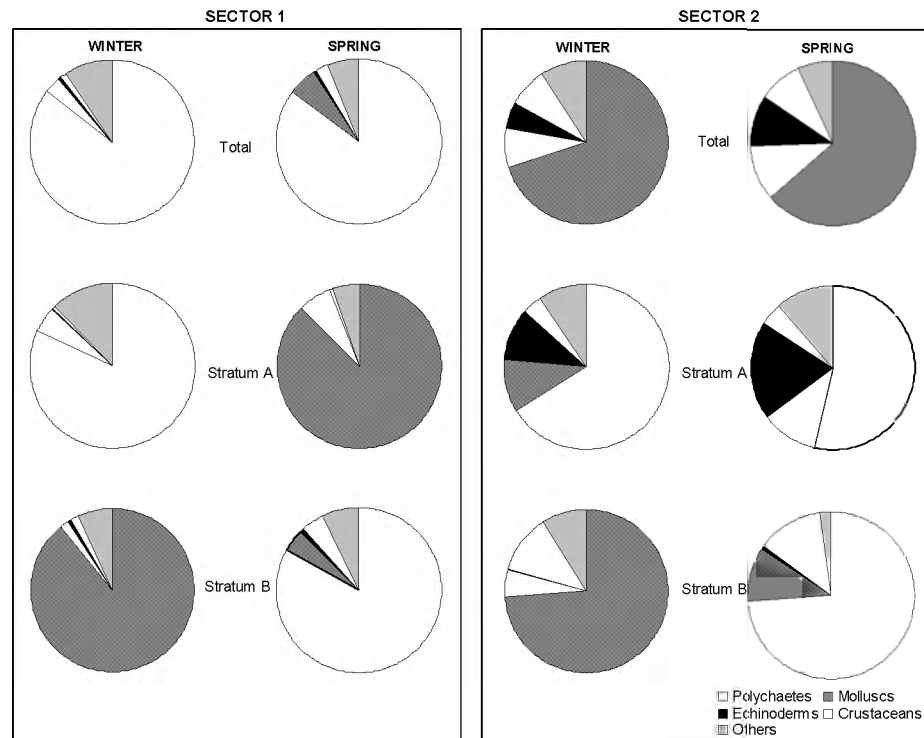 SECTOR 1
SECTOR 2
WINTER
SPRING
WINTER
SPRING
Total
Total
Stratum A
Stratum A
Stratum B
Stratum B
Polychaetes
Molluscs
Echinoderms
Crustaceans
Others